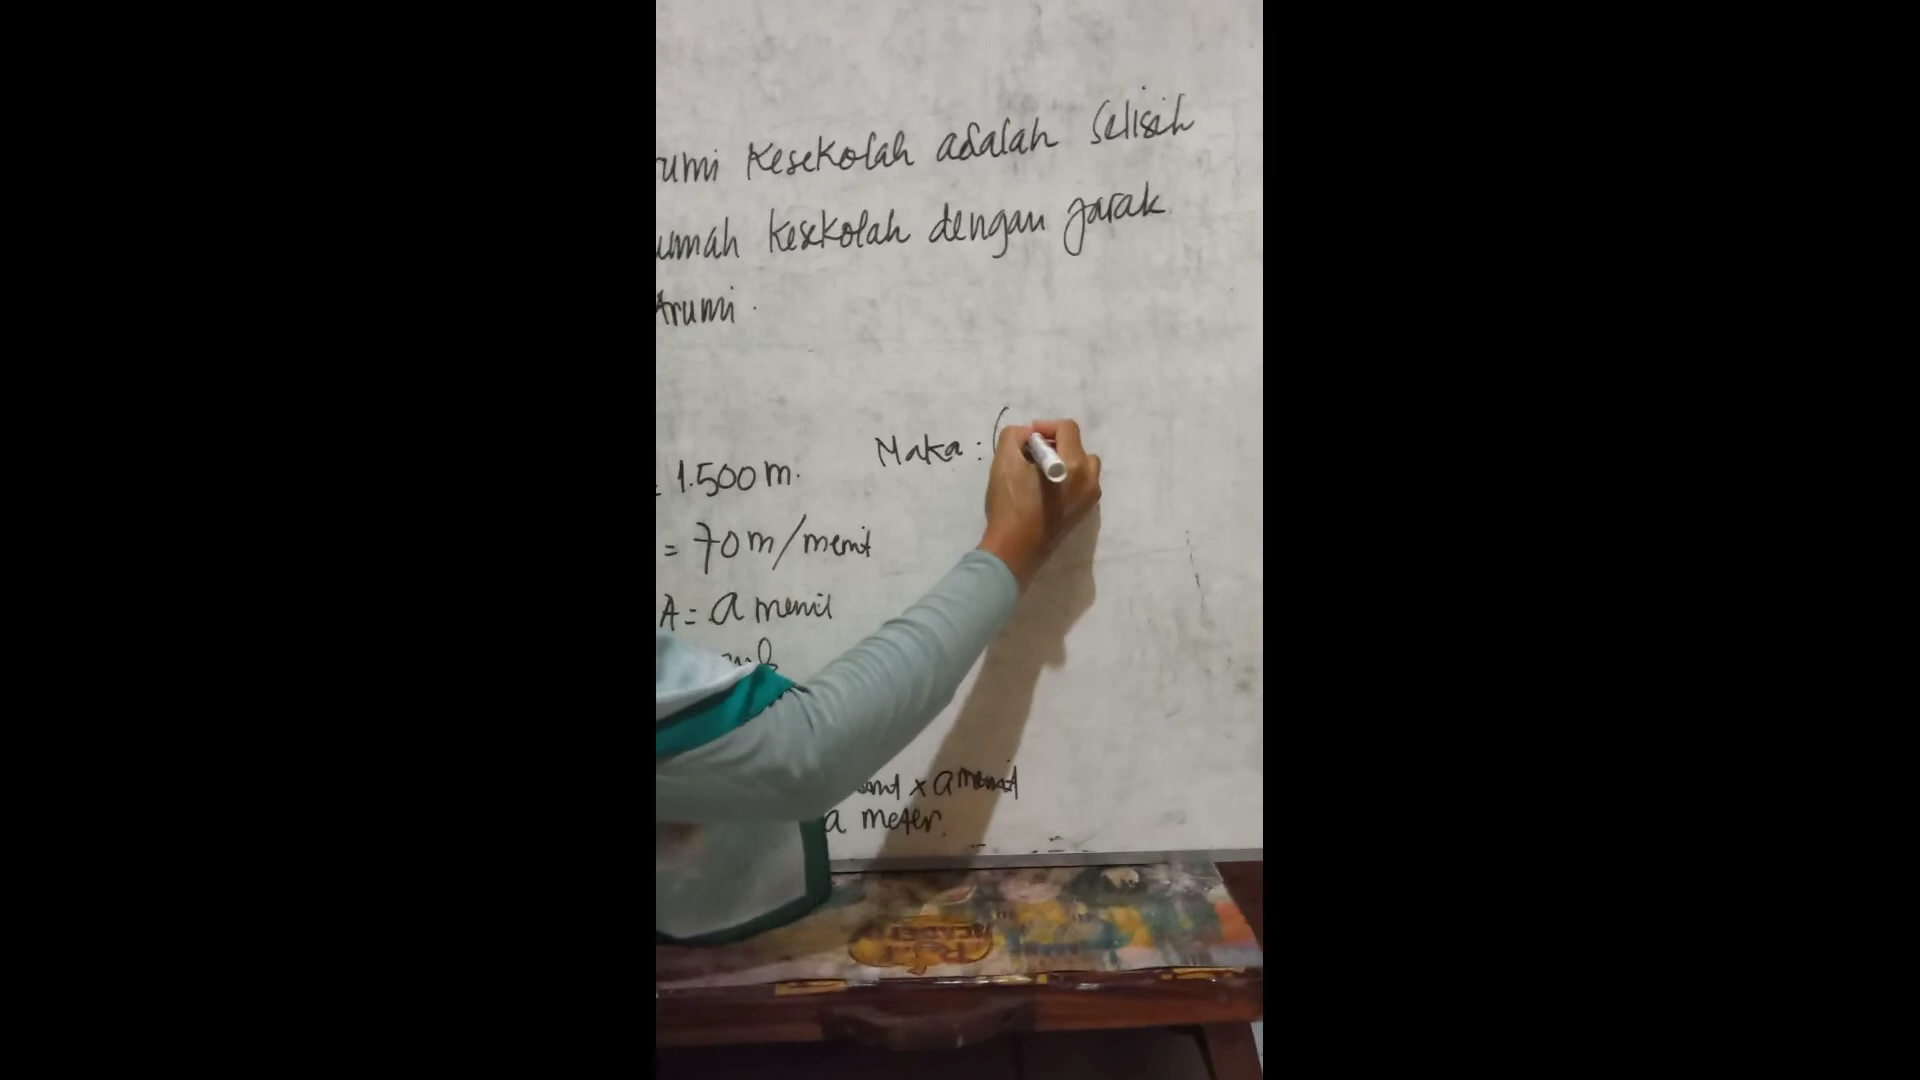 umi Kesekolah adalah Selisih
umah Kesekolah dengan jarak
Arumi.
= 1.500 m.
Maka : (
= 70 m/menit
A = a menit
x a menit
a meter.